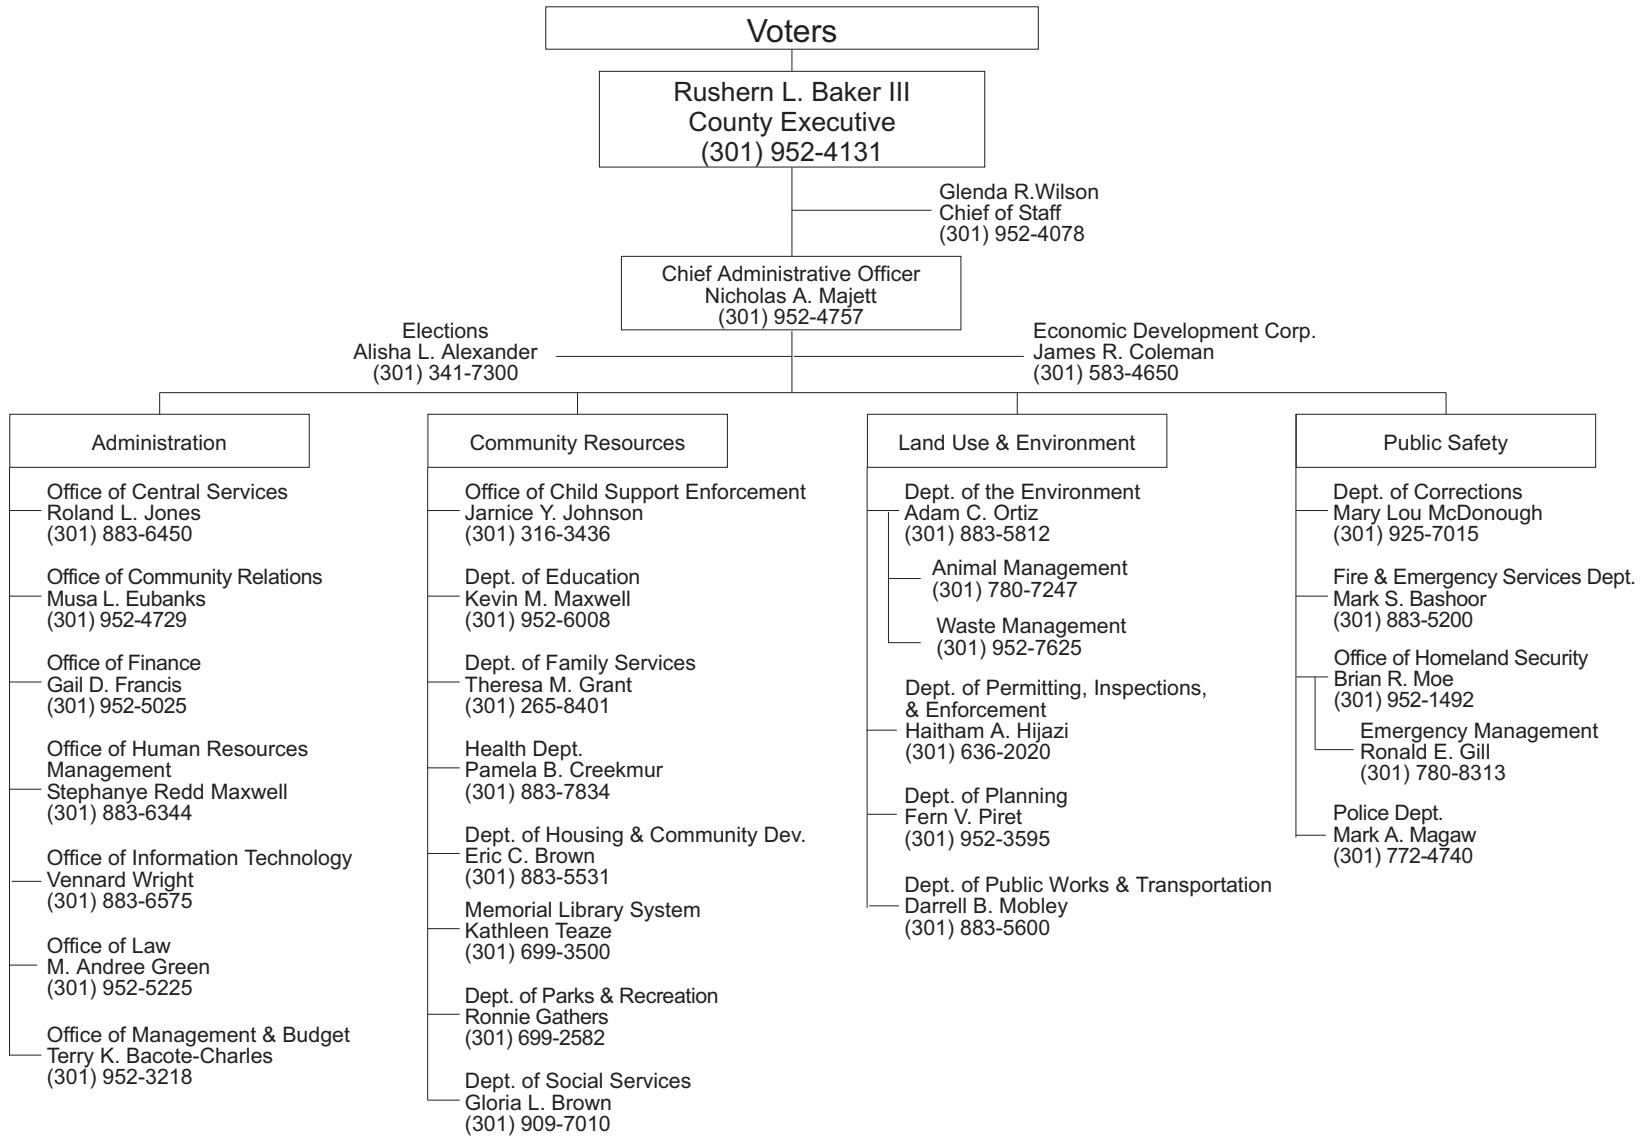 Voters
Rushern L. Baker III
County Executive
(301) 952-4131
Glenda R.Wilson
Chief of Staff
(301) 952-4078
Chief Administrative Officer
Nicholas A. Majett
(301) 952-4757
Elections
Alisha L. Alexander
(301) 341-7300
Economic Development Corp.
James R. Coleman
(301) 583-4650
Administration
Office of Central Services
Roland L. Jones
(301) 883-6450
Office of Community Relations
Musa L. Eubanks
(301) 952-4729
Office of Finance
Gail D. Francis
(301) 952-5025
Office of Human Resources
Management
Stephanye Redd Maxwell
(301) 883-6344
Office of Information Technology
Vennard Wright
(301) 883-6575
Office of Law
M. Andree Green
(301) 952-5225
Office of Management & Budget
Terry K. Bacote-Charles
(301) 952-3218
Community Resources
Office of Child Support Enforcement
Jarnice Y. Johnson
(301) 316-3436
Dept. of Education
Kevin M. Maxwell
(301) 952-6008
Dept. of Family Services
Theresa M. Grant
(301) 265-8401
Health Dept.
Pamela B. Creekmur
(301) 883-7834
Dept. of Housing & Community Dev.
Eric C. Brown
(301) 883-5531
Memorial Library System
Kathleen Teaze
(301) 699-3500
Dept. of Parks & Recreation
Ronnie Gathers
(301) 699-2582
Dept. of Social Services
Gloria L. Brown
(301) 909-7010
Land Use & Environment
Dept. of the Environment
Adam C. Ortiz
(301) 883-5812
Animal Management
(301) 780-7247
Waste Management
(301) 952-7625
Dept. of Permitting, Inspections,
& Enforcement
Haitham A. Hijazi
(301) 636-2020
Dept. of Planning
Fern V. Piret
(301) 952-3595
Dept. of Public Works & Transportation
Darrell B. Mobley
(301) 883-5600
Public Safety
Dept. of Corrections
Mary Lou McDonough
(301) 925-7015
Fire & Emergency Services Dept.
Mark S. Bashoor
(301) 883-5200
Office of Homeland Security
Brian R. Moe
(301) 952-1492
Emergency Management
Ronald E. Gill
(301) 780-8313
Police Dept.
Mark A. Magaw
(301) 772-4740